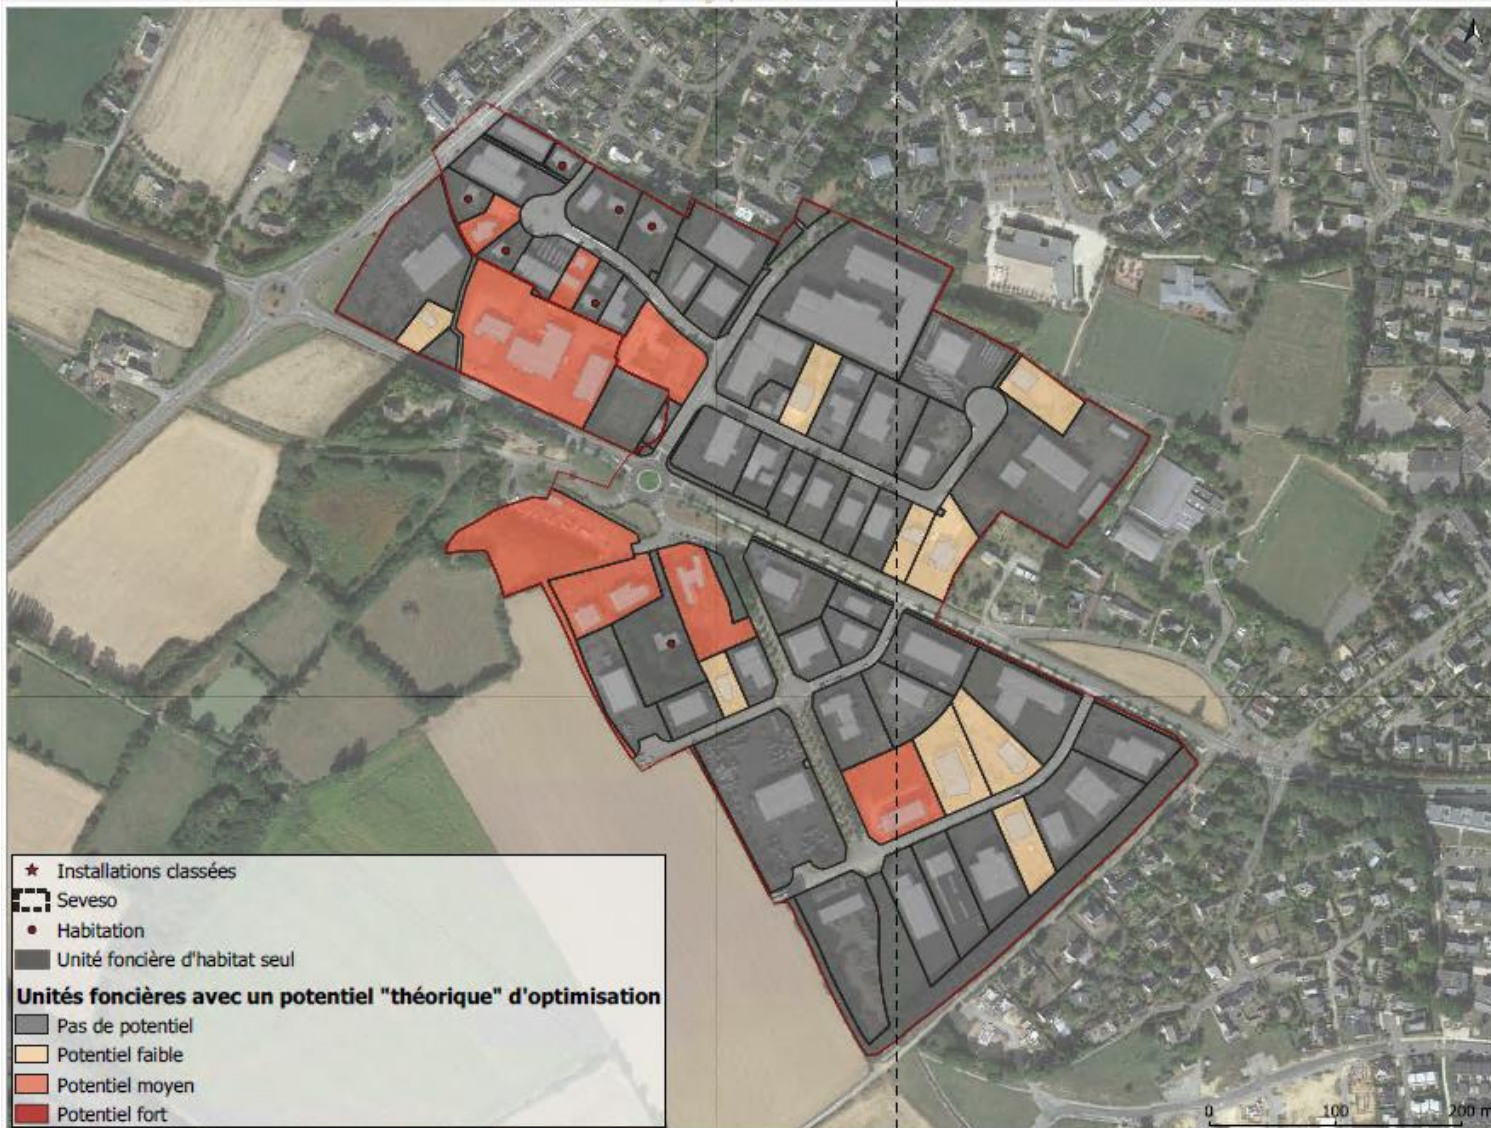 Installations classées
Seveso
Habitation
Unité foncière d'habitat seul
Unités foncières avec un potentiel "théorique" d'optimisation
Pas de potentiel
Potentiel faible
Potentiel moyen
Potentiel fort
0 100 200 m